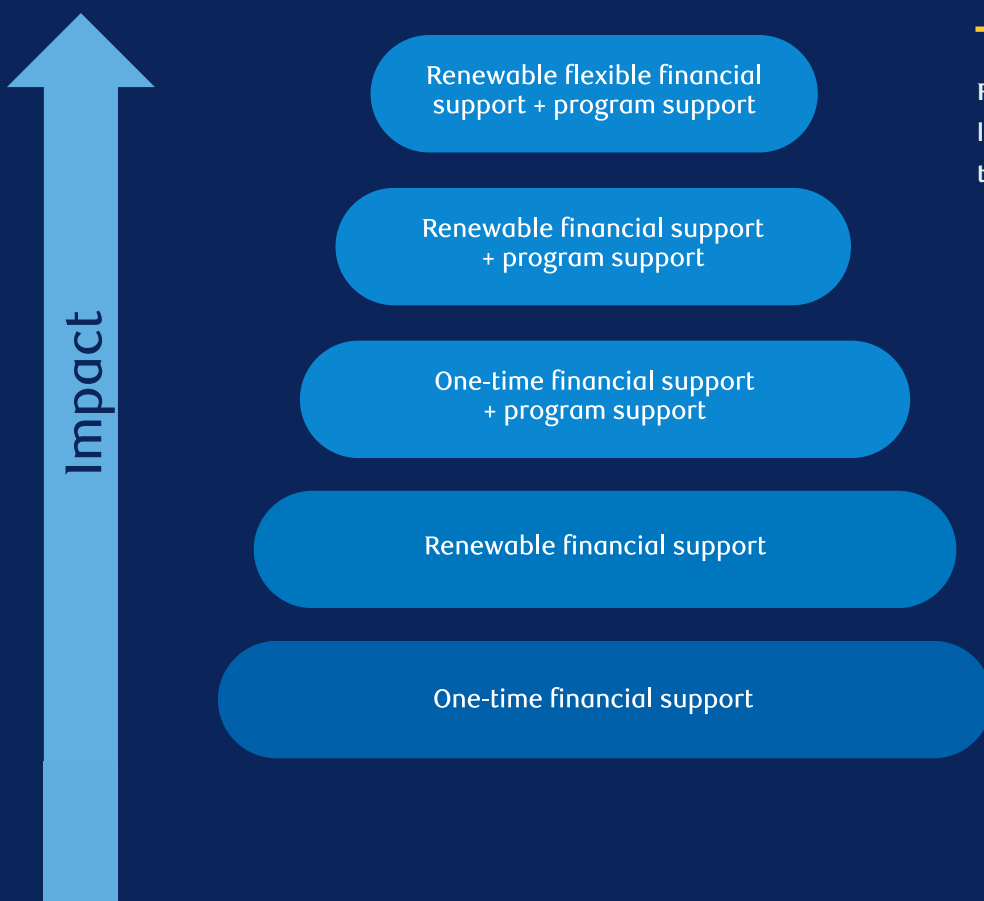 Renewable flexible financial
support + program support
Renewable financial support
+ program support
Impact
One-time financial support
+ program support
Renewable financial support
One-time financial support